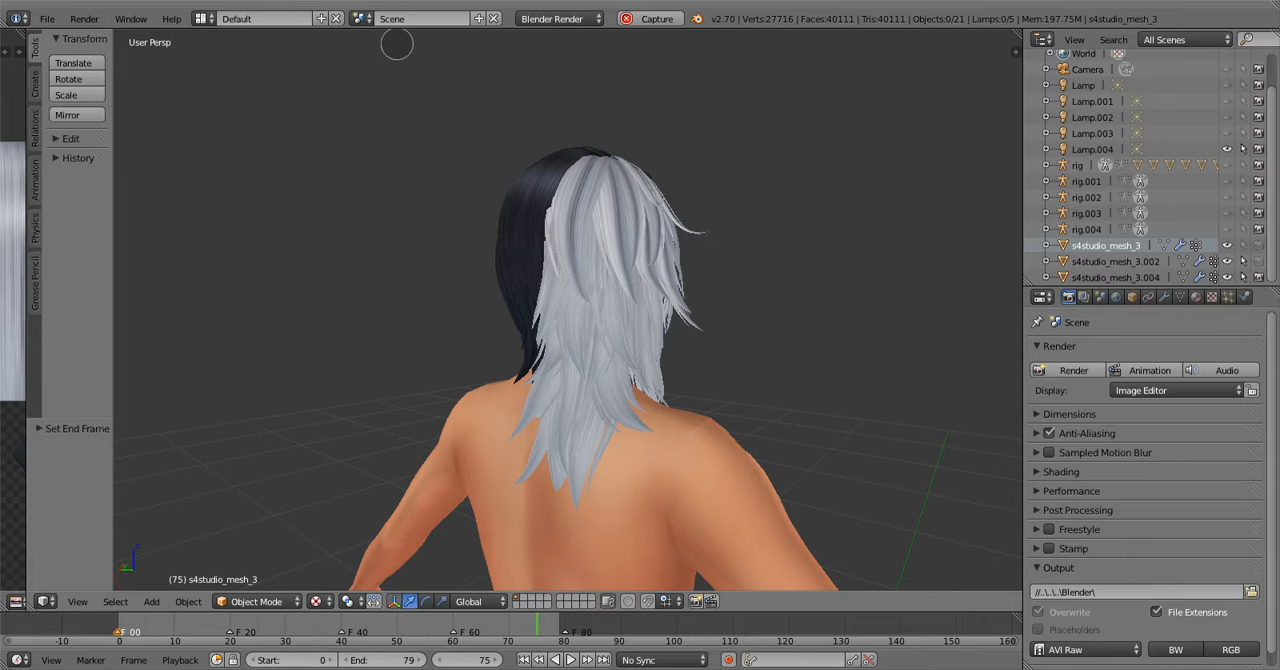 File Render Window Help Default Scene Blender Render Capture v2.70 | Verts:27716 | Faces:40111 | Tris:40111 | Objects:0/21 | Lamps:0/5 | Mem:197.75M | s4studio_mesh_3
Tools
Create
Relations
Animation
Physics
Grease Pencil
Transform
Translate
Rotate
Scale
Mirror
Edit
History
Set End Frame
User Persp
(75) s4studio_mesh_3
View Search All Scenes
World
Camera
Lamp
Lamp.001
Lamp.002
Lamp.003
Lamp.004
rig
rig.001
rig.002
rig.003
rig.004
s4studio_mesh_3
s4studio_mesh_3.002
s4studio_mesh_3.004
Scene
Render
Render Animation Audio
Display: Image Editor
Dimensions
Anti-Aliasing
Sampled Motion Blur
Shading
Performance
Post Processing
Freestyle
Stamp
Output
//..\..\..\Blender\
Overwrite File Extensions
Placeholders
AVI Raw BW RGB
View Select Add Object Object Mode Global
F 00 F 20 F 40 F 60 F 80
-10 0 10 20 30 40 50 60 70 80 90 100 110 120 130 140 150 160
View Marker Frame Playback Start: 0 End: 79 75 No Sync